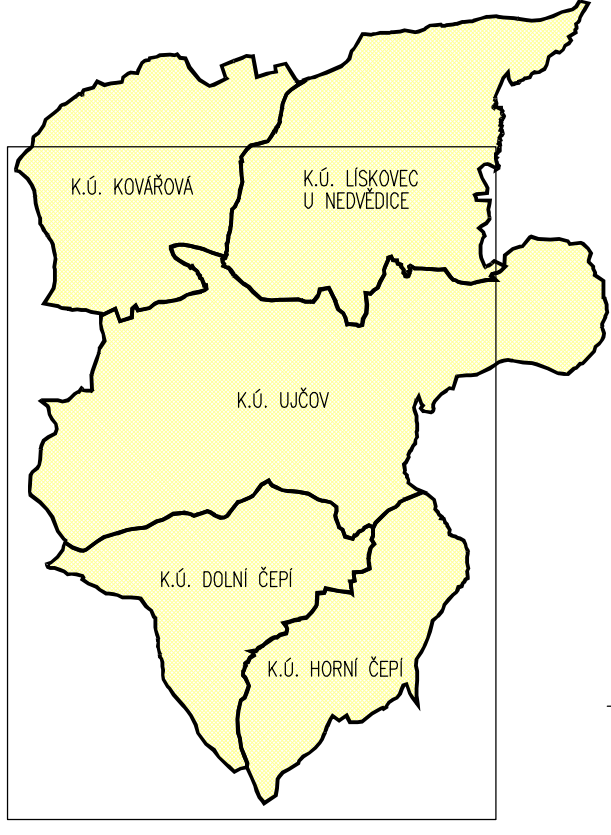 K.Ú. KOVÁŘOVÁ
K.Ú. LÍSKOVEC
U NEDVĚDICE
K.Ú. UJČOV
K.Ú. DOLNÍ ČEPÍ
K.Ú. HORNÍ ČEPÍ